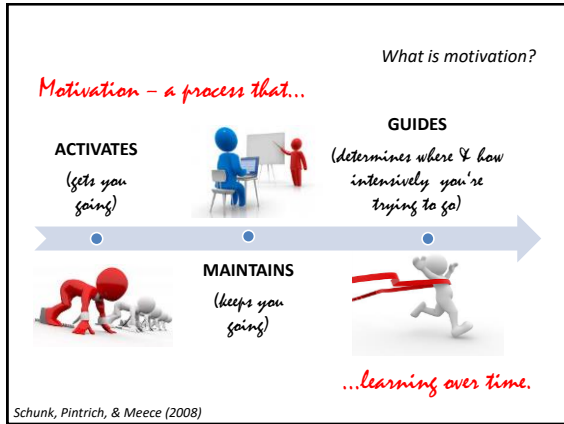 What is motivation?
Motivation – a process that...
ACTIVATES
(gets you
going)
MAINTAINS
(keeps you
going)
GUIDES
(determines where & how
intensively you're
trying to go)
...learning over time.
Schunk, Pintrich, & Meece (2008)